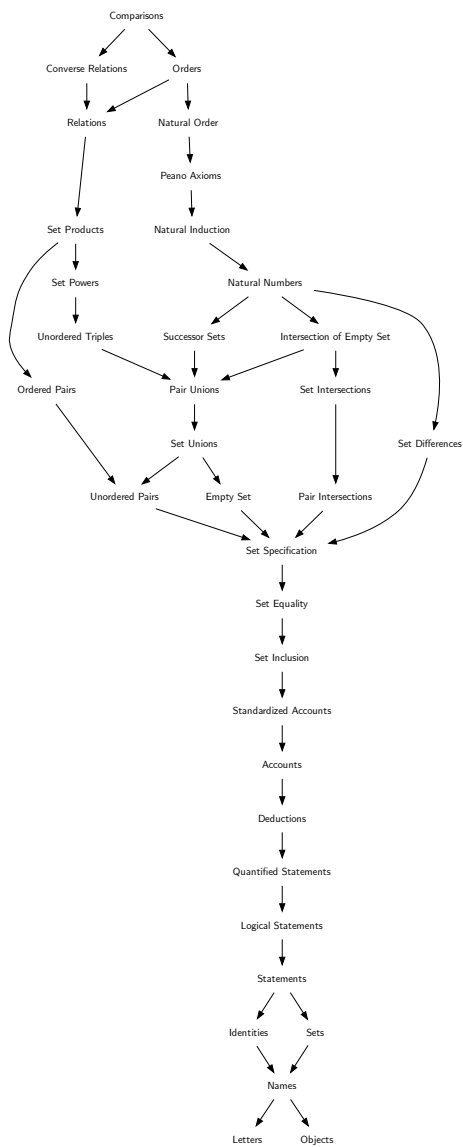 Comparisons
Converse Relations
Orders
Relations
Natural Order
Peano Axioms
Set Products
Natural Induction
Set Powers
Natural Numbers
Unordered Triples
Successor Sets
Intersection of Empty Set
Ordered Pairs
Pair Unions
Set Intersections
Set Unions
Set Differences
Unordered Pairs
Empty Set
Pair Intersections
Set Specification
Set Equality
Set Inclusion
Standardized Accounts
Accounts
Deductions
Quantified Statements
Logical Statements
Statements
Identities
Sets
Names
Letters
Objects